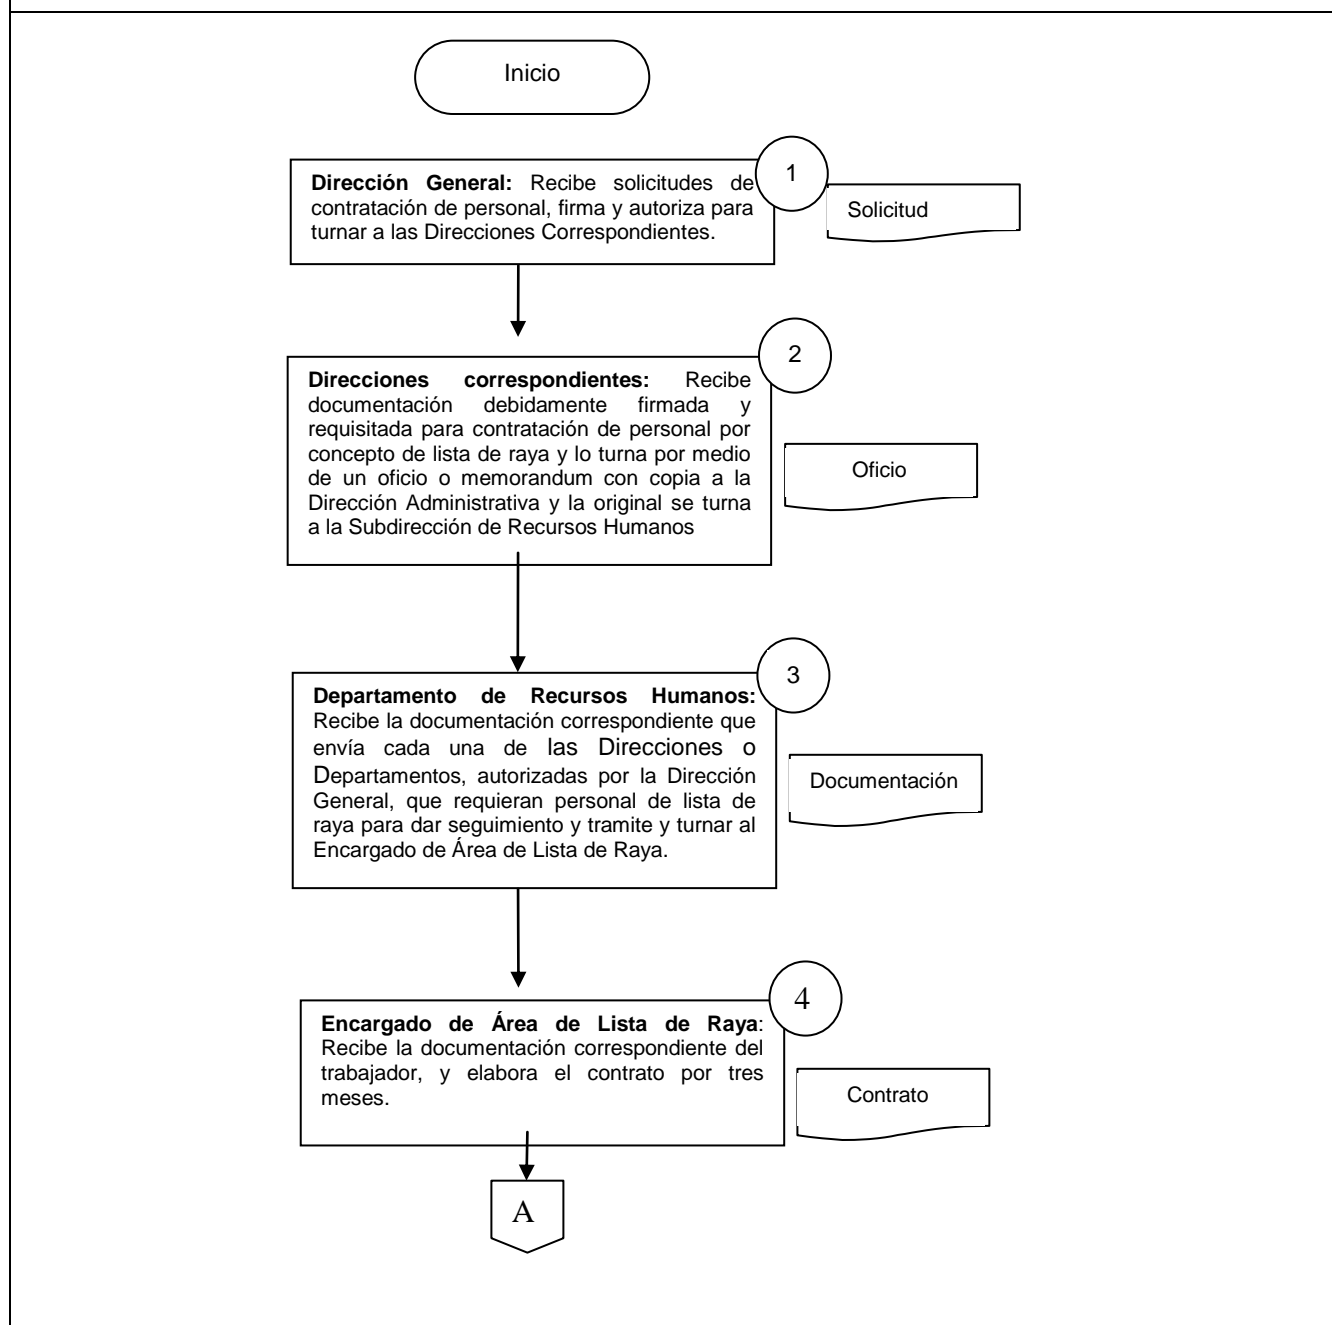 Inicio
1
Dirección General: Recibe solicitudes de
contratación de personal, firma y autoriza para
turnar a las Direcciones Correspondientes.
Solicitud
2
Direcciones correspondientes: Recibe
documentación debidamente firmada y
requisitada para contratación de personal por
concepto de lista de raya y lo turna por medio
de un oficio o memorandum con copia a la
Dirección Administrativa y la original se turna
a la Subdirección de Recursos Humanos
Oficio
3
Departamento de Recursos Humanos:
Recibe la documentación correspondiente que
envía cada una de las Direcciones o
Departamentos, autorizadas por la Dirección
General, que requieran personal de lista de
raya para dar seguimiento y tramite y turnar al
Encargado de Área de Lista de Raya.
Documentación
4
Encargado de Área de Lista de Raya:
Recibe la documentación correspondiente del
trabajador, y elabora el contrato por tres
meses.
Contrato
A